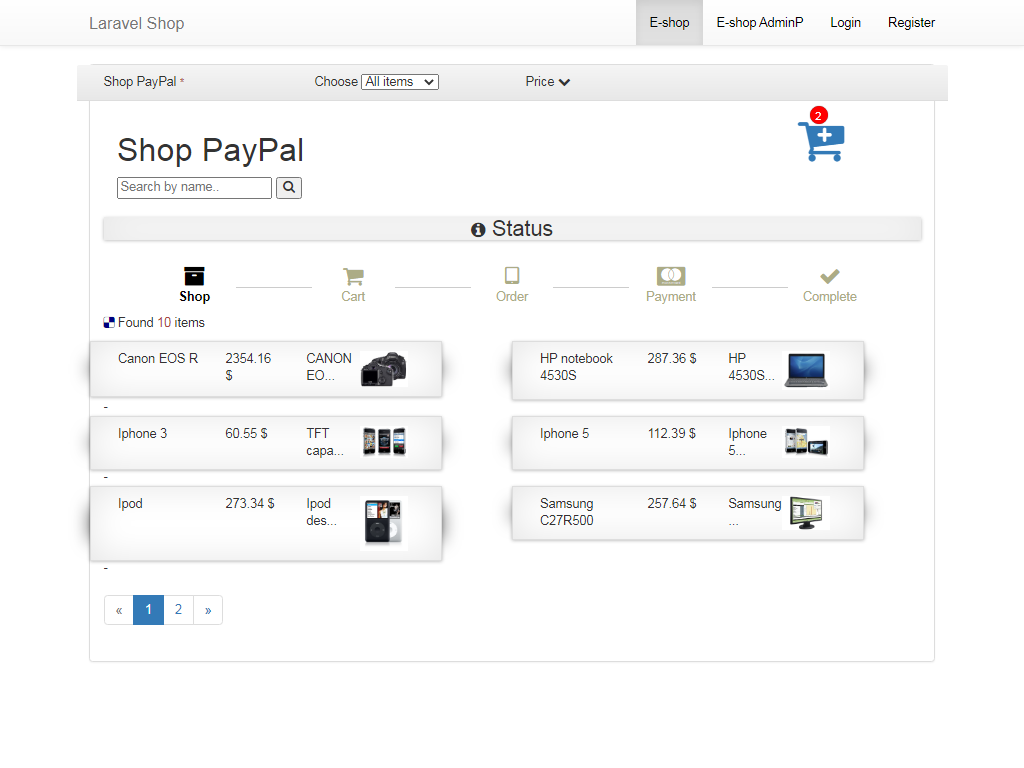 Laravel Shop
E-shop
E-shop AdminP
Login
Register
Shop PayPal *
Choose All items
Price
2
Shop PayPal
Search by name..
Status
Shop
Cart
Order
Payment
Complete
Found 10 items
Canon EOS R
2354.16
$
CANON
EO...
HP notebook
4530S
287.36 $
HP
4530S...
-
Iphone 3
60.55 $
TFT
capa...
Iphone 5
112.39 $
Iphone
5...
-
Ipod
273.34 $
Ipod
des...
Samsung
C27R500
257.64 $
Samsung
...
-
« 1 2 »